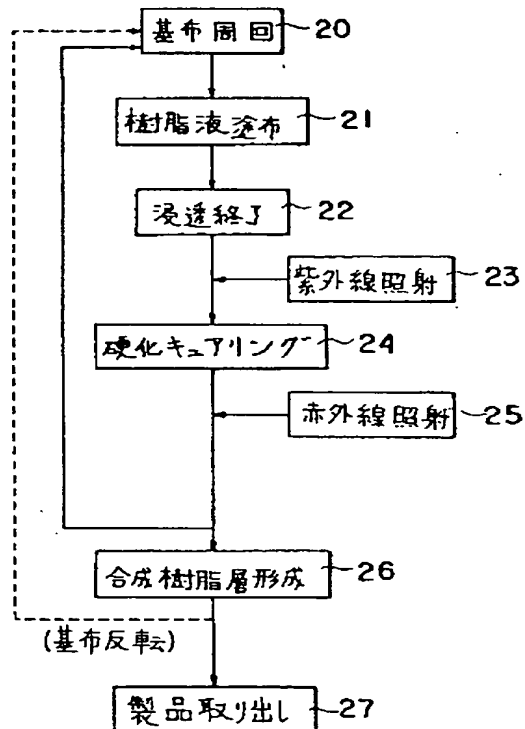 基布周回 20
樹脂液塗布 21
浸透終了 22
紫外線照射 23
硬化キュアリング 24
赤外線照射 25
合成樹脂層形成 26
(基布反転)
製品取り出し 27